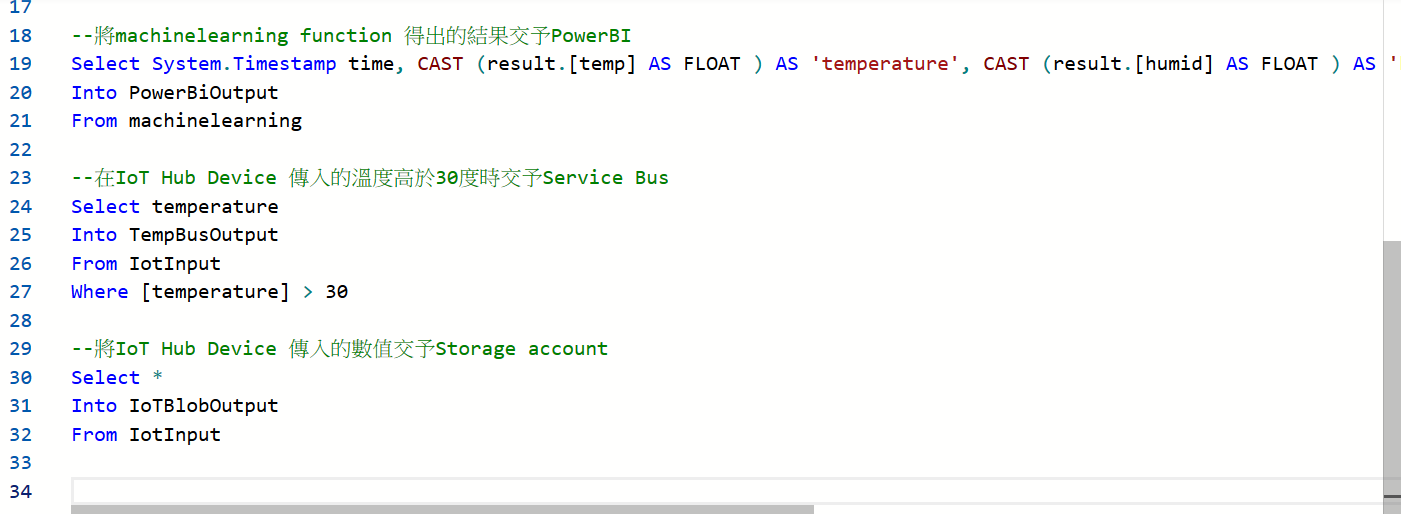 17
18 --將machinelearning function 得出的結果交予PowerBI
19 Select System.Timestamp time, CAST (result.[temp] AS FLOAT ) AS 'temperature', CAST (result.[humid] AS FLOAT ) AS '
20 Into PowerBiOutput
21 From machinelearning
22
23 --在IoT Hub Device 傳入的溫度高於30度時交予Service Bus
24 Select temperature
25 Into TempBusOutput
26 From IotInput
27 Where [temperature] > 30
28
29 --將IoT Hub Device 傳入的數值交予Storage account
30 Select *
31 Into IoTBlobOutput
32 From IotInput
33
34